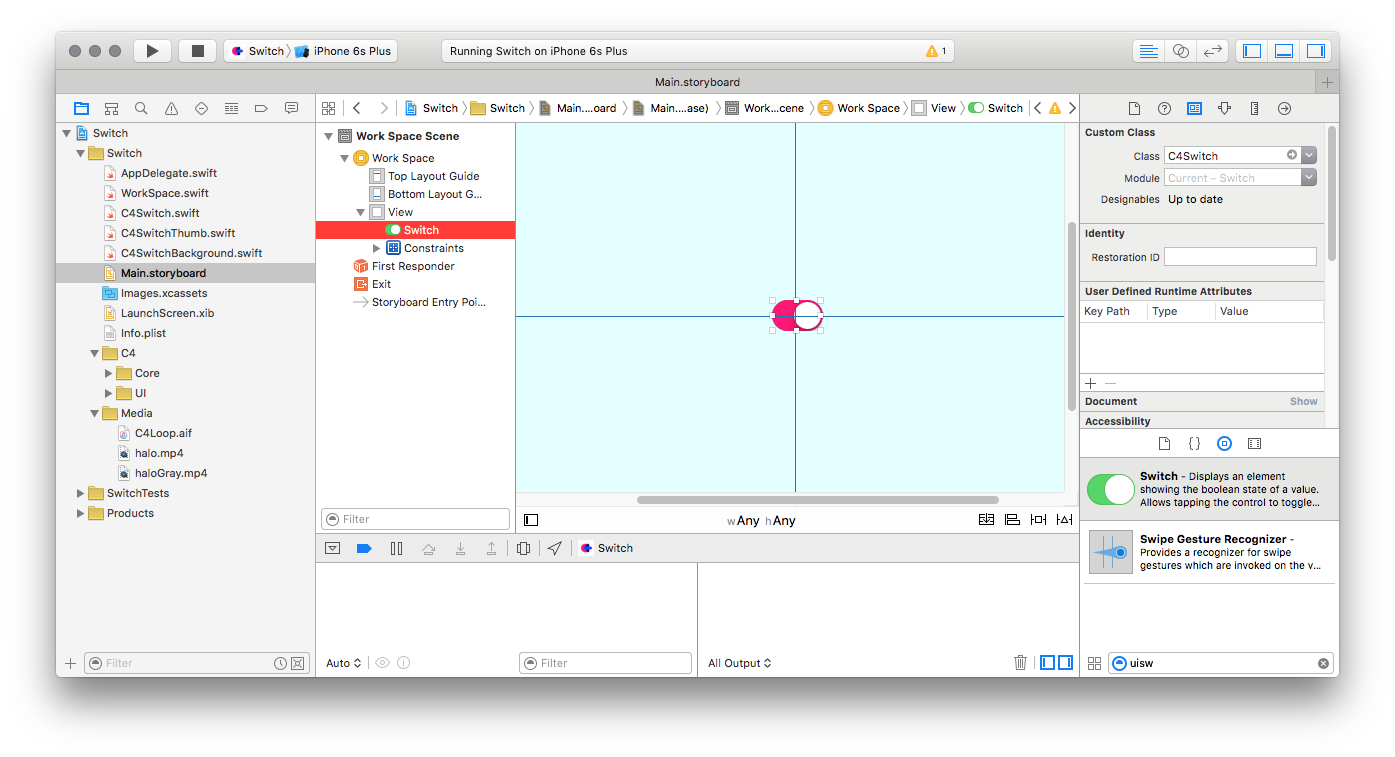 Switch iPhone 6s Plus
Running Switch on iPhone 6s Plus
1
Main.storyboard
Switch
Switch
AppDelegate.swift
WorkSpace.swift
C4Switch.swift
C4SwitchThumb.swift
C4SwitchBackground.swift
Main.storyboard
Images.xcassets
LaunchScreen.xib
Info.plist
C4
Core
UI
Media
C4Loop.aif
halo.mp4
haloGray.mp4
SwitchTests
Products
Filter
Switch Switch Main....oard Main....ase) Work...cene Work Space View Switch
Work Space Scene
Work Space
Top Layout Guide
Bottom Layout G...
View
Switch
Constraints
First Responder
Exit
Storyboard Entry Poi...
Filter
wAny hAny
Switch
Auto
Filter
All Output
Custom Class
Class C4Switch
Module Current – Switch
Designables Up to date
Identity
Restoration ID
User Defined Runtime Attributes
Key Path Type Value
Document Show
Accessibility
Switch - Displays an element
showing the boolean state of a value.
Allows tapping the control to toggle...
Swipe Gesture Recognizer -
Provides a recognizer for swipe
gestures which are invoked on the v...
uisw